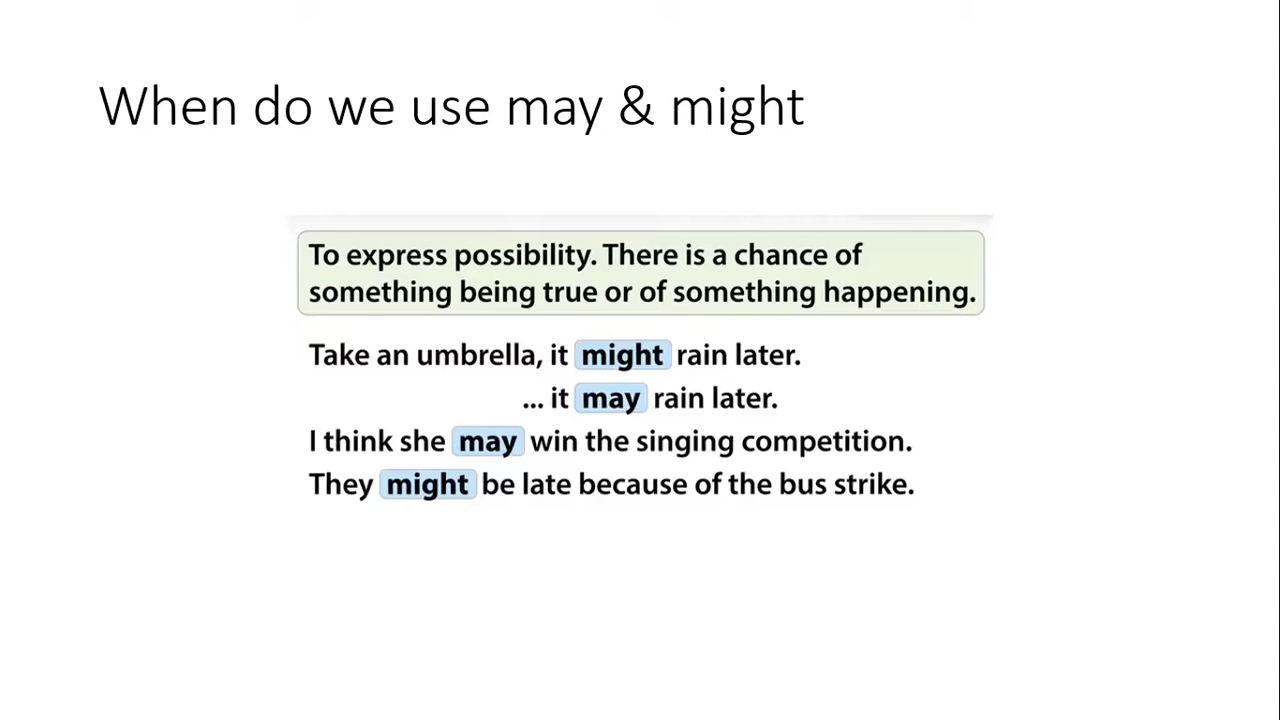 When do we use may & might
To express possibility. There is a chance of
something being true or of something happening.
Take an umbrella, it might rain later.
... it may rain later.
I think she may win the singing competition.
They might be late because of the bus strike.